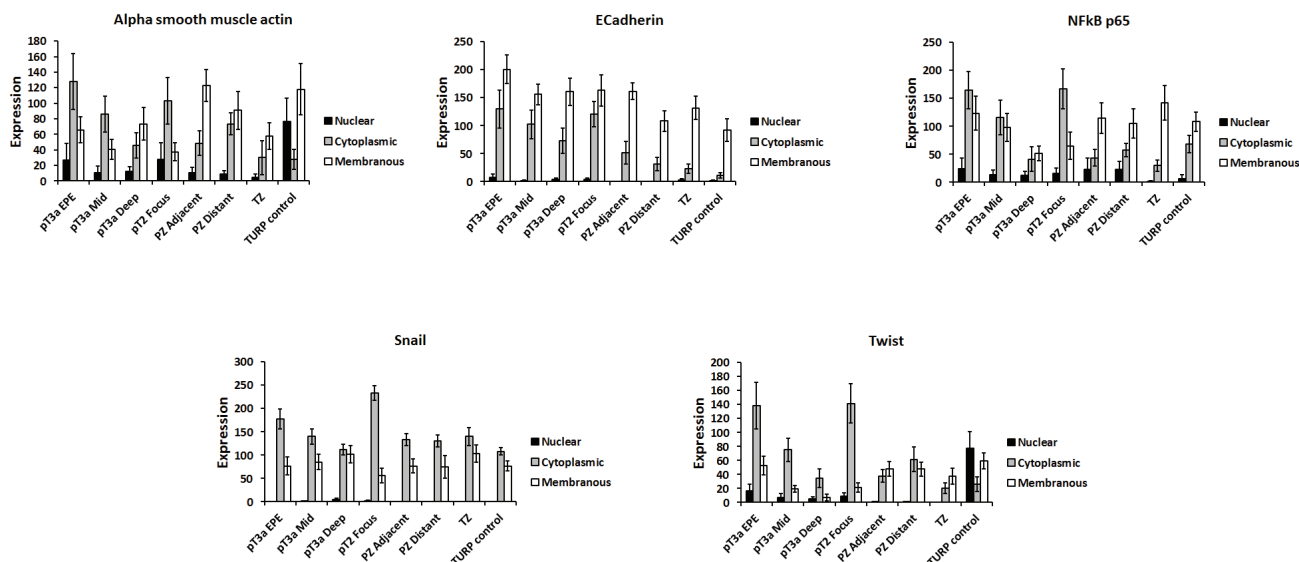 Alpha smooth muscle actin
180
160
140
120
100
80
60
40
20
0
Expression
Nuclear
Cytoplasmic
Membranous
pT3a EPE
pT3a Mid
pT3a Deep
pT2 Focus
PZ Adjacent
PZ Distant
TZ
TURP control
ECadherin
250
200
150
100
50
0
Expression
Nuclear
Cytoplasmic
Membranous
pT3a EPE
pT3a Mid
pT3a Deep
pT2 Focus
PZ Adjacent
PZ Distant
TZ
TURP control
NFkB p65
250
200
150
100
50
0
Expression
Nuclear
Cytoplasmic
Membranous
pT3a EPE
pT3a Mid
pT3a Deep
pT2 Focus
PZ Adjacent
PZ Distant
TZ
TURP control
Snail
300
250
200
150
100
50
0
Expression
Nuclear
Cytoplasmic
Membranous
pT3a EPE
pT3a Mid
pT3a Deep
pT2 Focus
PZ Adjacent
PZ Distant
TZ
TURP control
Twist
200
180
160
140
120
100
80
60
40
20
0
Expression
Nuclear
Cytoplasmic
Membranous
pT3a EPE
pT3a Mid
pT3a Deep
pT2 Focus
PZ Adjacent
PZ Distant
TZ
TURP control